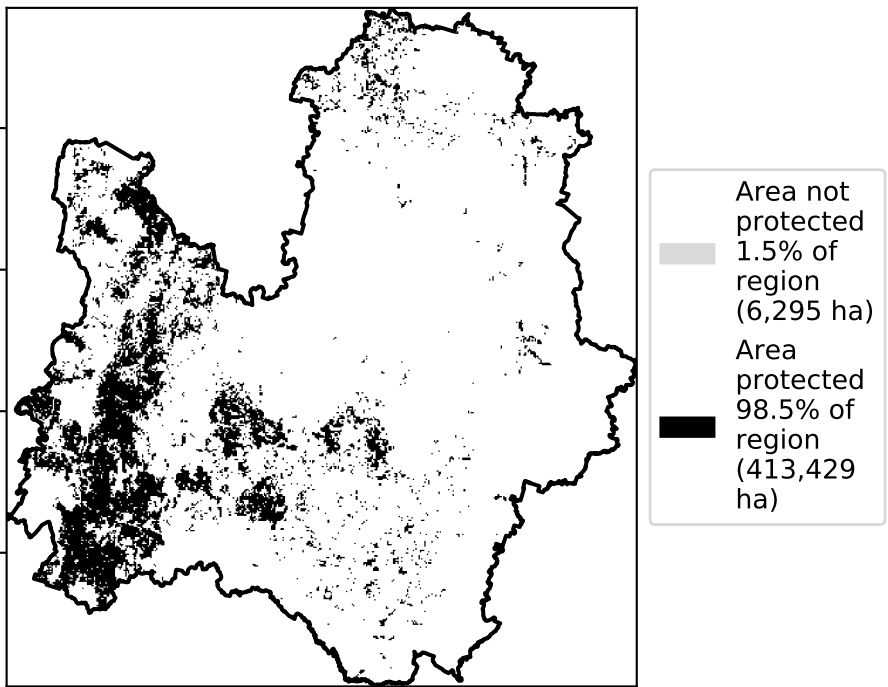 Area not
protected
1.5% of
region
(6,295 ha)
Area
protected
98.5% of
region
(413,429
ha)